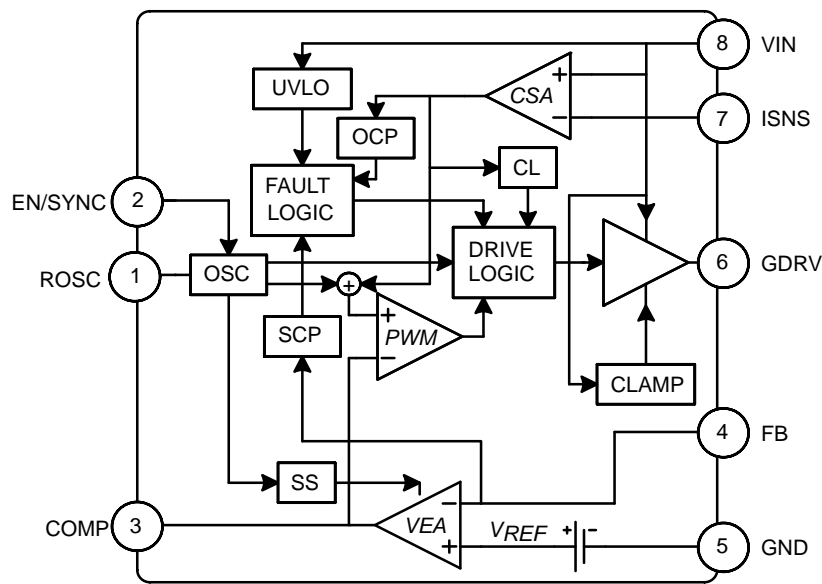 8 VIN
UVLO
CSA
+
−
7 ISNS
OCP
CL
2 EN/SYNC
FAULT
LOGIC
DRIVE
LOGIC
6 GDRV
1 ROSC
OSC
+
+
PWM
−
SCP
CLAMP
4 FB
SS
3 COMP
−
VEA
+
VREF
+ −
5 GND